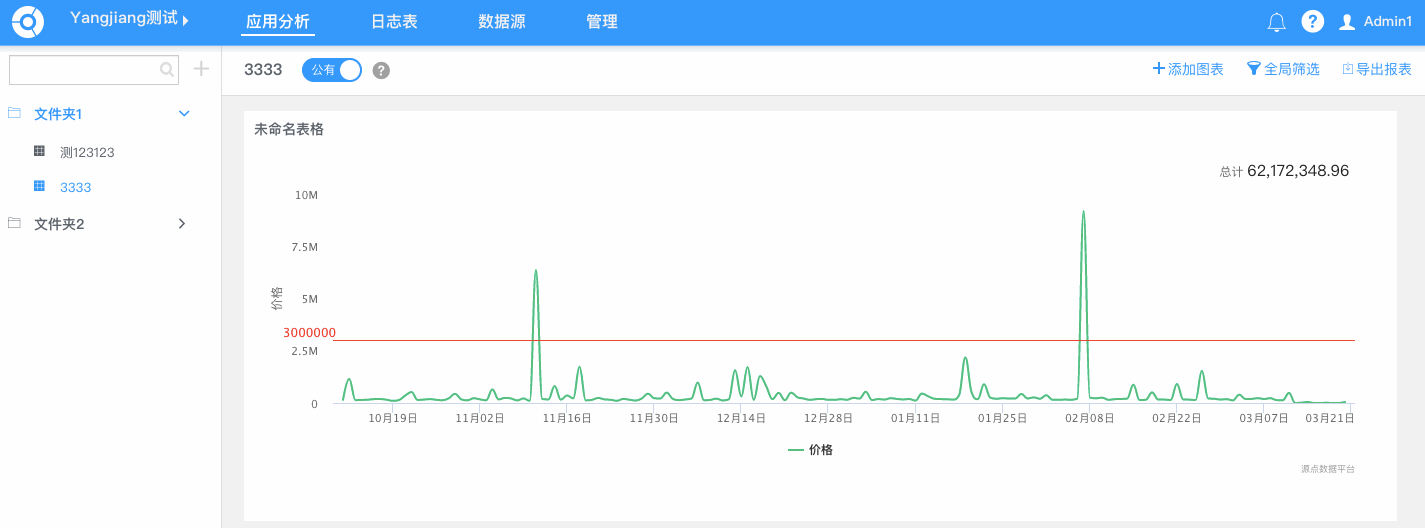 Yangjiang测试
应用分析
日志表
数据源
管理
?
Admin1
文件夹1
测123123
3333
文件夹2
3333
公有
?
添加图表
全局筛选
导出报表
未命名表格
总计 62,172,348.96
10M
7.5M
5M
3000000
2.5M
0
价格
10月19日
11月02日
11月16日
11月30日
12月14日
12月28日
01月11日
01月25日
02月08日
02月22日
03月07日
03月21日
价格
源点数据平台